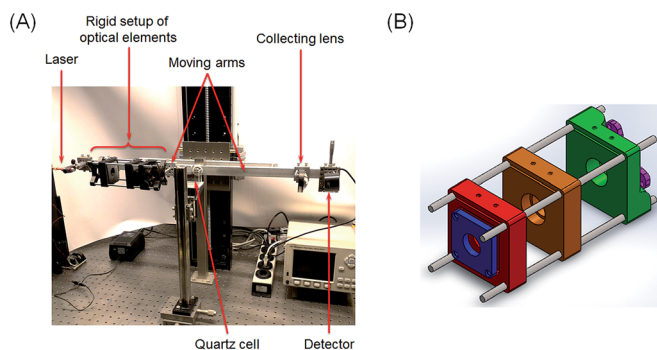 (A)
(B)
Rigid setup of
optical elements
Collecting lens
Laser
Moving arms
Quartz cell
Detector